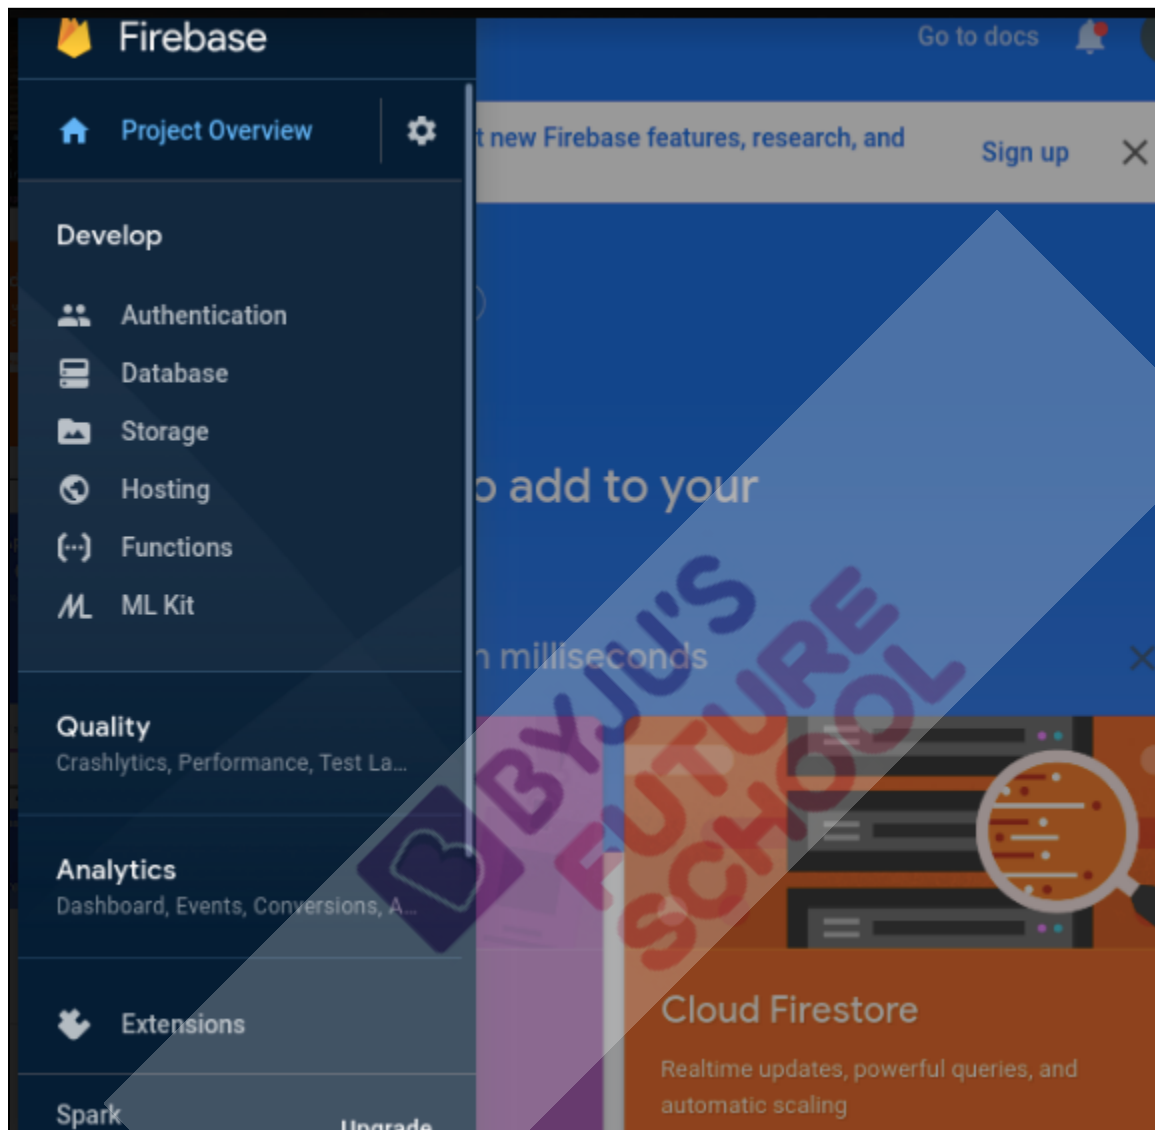 Firebase
Go to docs
Project Overview
t new Firebase features, research, and
Sign up
Develop
Authentication
Database
Storage
Hosting
Functions
ML Kit
o add to your
n milliseconds
Quality
Crashlytics, Performance, Test La...
Analytics
Dashboard, Events, Conversions, A...
Extensions
Spark
Upgrade
BYJU'S
FUTURE
SCHOOL
Cloud Firestore
Realtime updates, powerful queries, and
automatic scaling